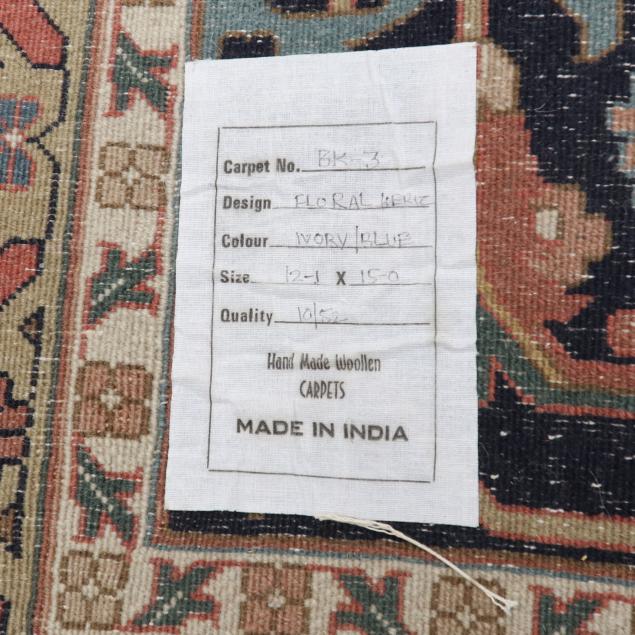 Carpet No. BK-3
Design FLORAL HERIZ
Colour IVORY/BLUE
Size 12-1 X 15-0
Quality 10/52
Hand Made Woollen
CARPETS
MADE IN INDIA